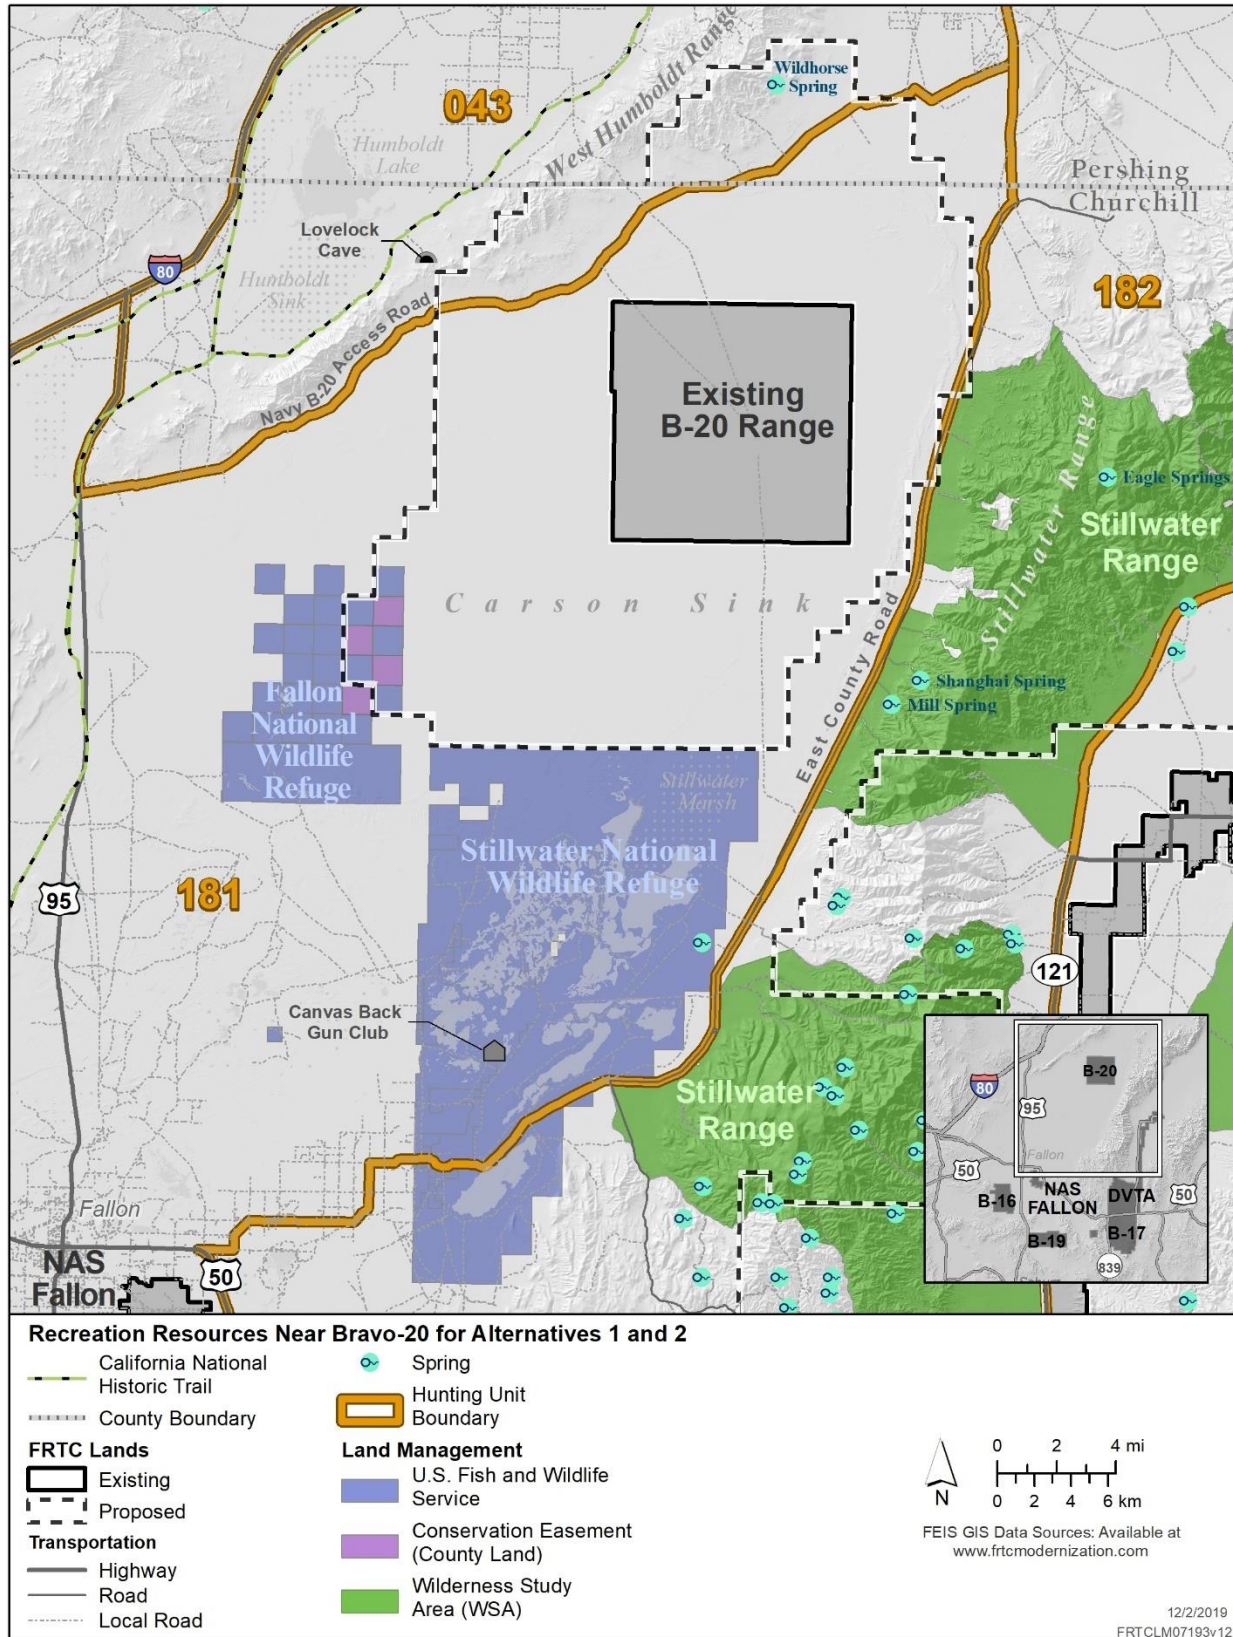 Wildhorse
Spring
043
West Humboldt Range
Humboldt
Lake
Pershing
Churchill
Lovelock
Cave
80
Humboldt
Sink
182
Navy B-20 Access Road
Existing
B-20 Range
Stillwater Range
Eagle Springs
Stillwater
Range
Carson Sink
East County Road
Shanghai Spring
Mill Spring
Fallon
National
Wildlife
Refuge
Stillwater
Marsh
Stillwater National
Wildlife Refuge
95
181
121
Canvas Back
Gun Club
Stillwater
Range
Fallon
NAS
Fallon
50
B-20
80
95
Fallon
50
NAS
FALLON
DVTA
50
B-16
B-19
B-17
839
Recreation Resources Near Bravo-20 for Alternatives 1 and 2
California National
Historic Trail
County Boundary
FRTC Lands
Existing
Proposed
Transportation
Highway
Road
Local Road
Spring
Hunting Unit
Boundary
Land Management
U.S. Fish and Wildlife
Service
Conservation Easement
(County Land)
Wilderness Study
Area (WSA)
N
0 2 4 mi
0 2 4 6 km
FEIS GIS Data Sources: Available at
www.frtcmodernization.com
12/2/2019
FRTCLM07193v12